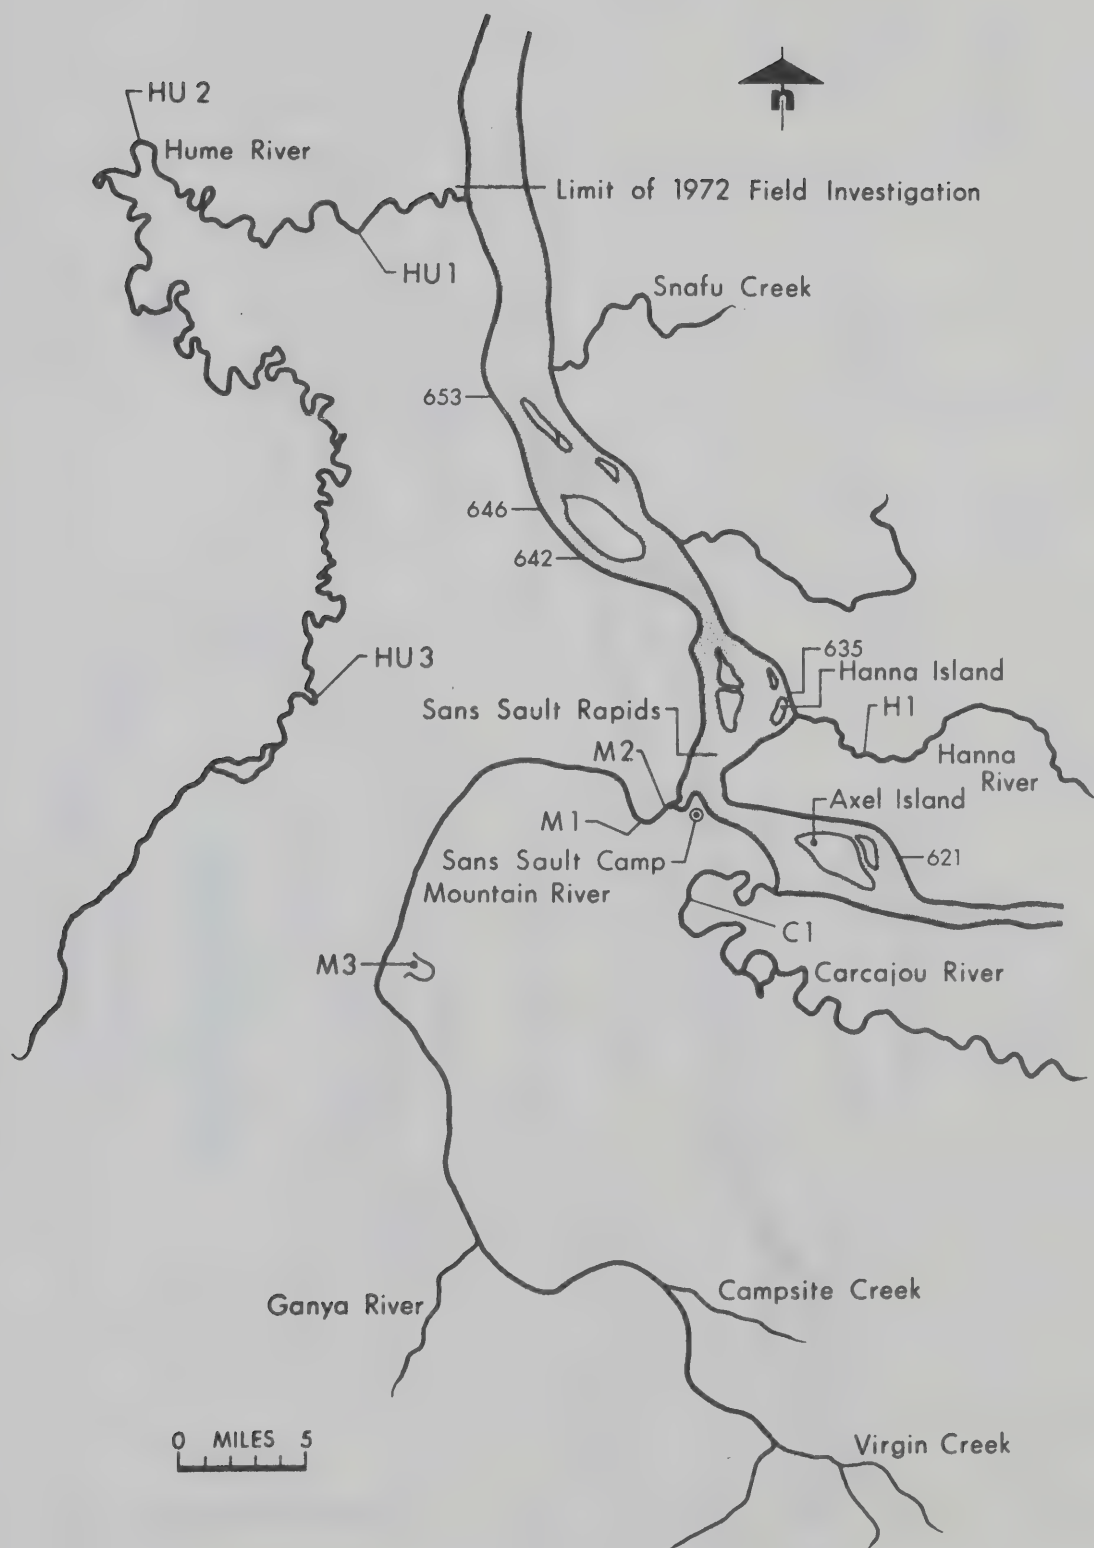 HU 2
n
Hume River
Limit of 1972 Field Investigation
HU 1
Snafu Creek
653
646
642
635
HU 3
Hanna Island
Sans Sault Rapids
H1
M2
Hanna
River
Axel Island
M 1
Sans Sault Camp
621
Mountain River
C1
M3
Carcajou River
Campsite Creek
Ganya River
0 MILES 5
Virgin Creek